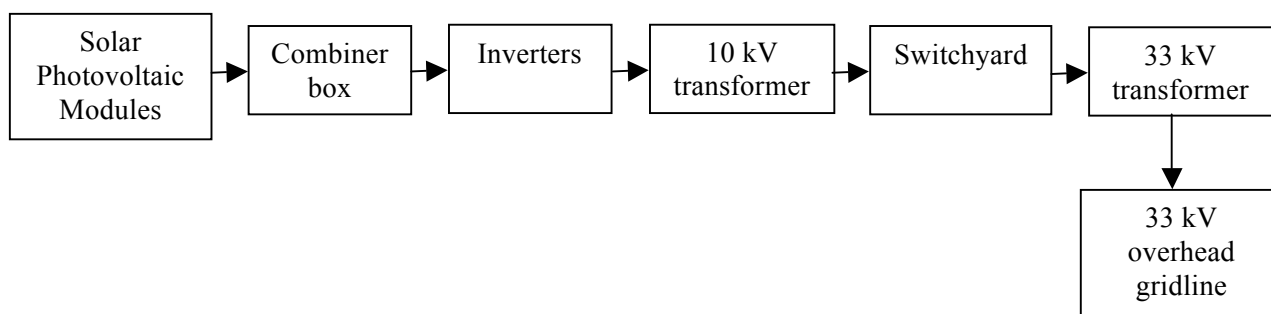 Solar
Photovoltaic
Modules
Combiner
box
Inverters
10 kV
transformer
Switchyard
33 kV
transformer
33 kV
overhead
gridline